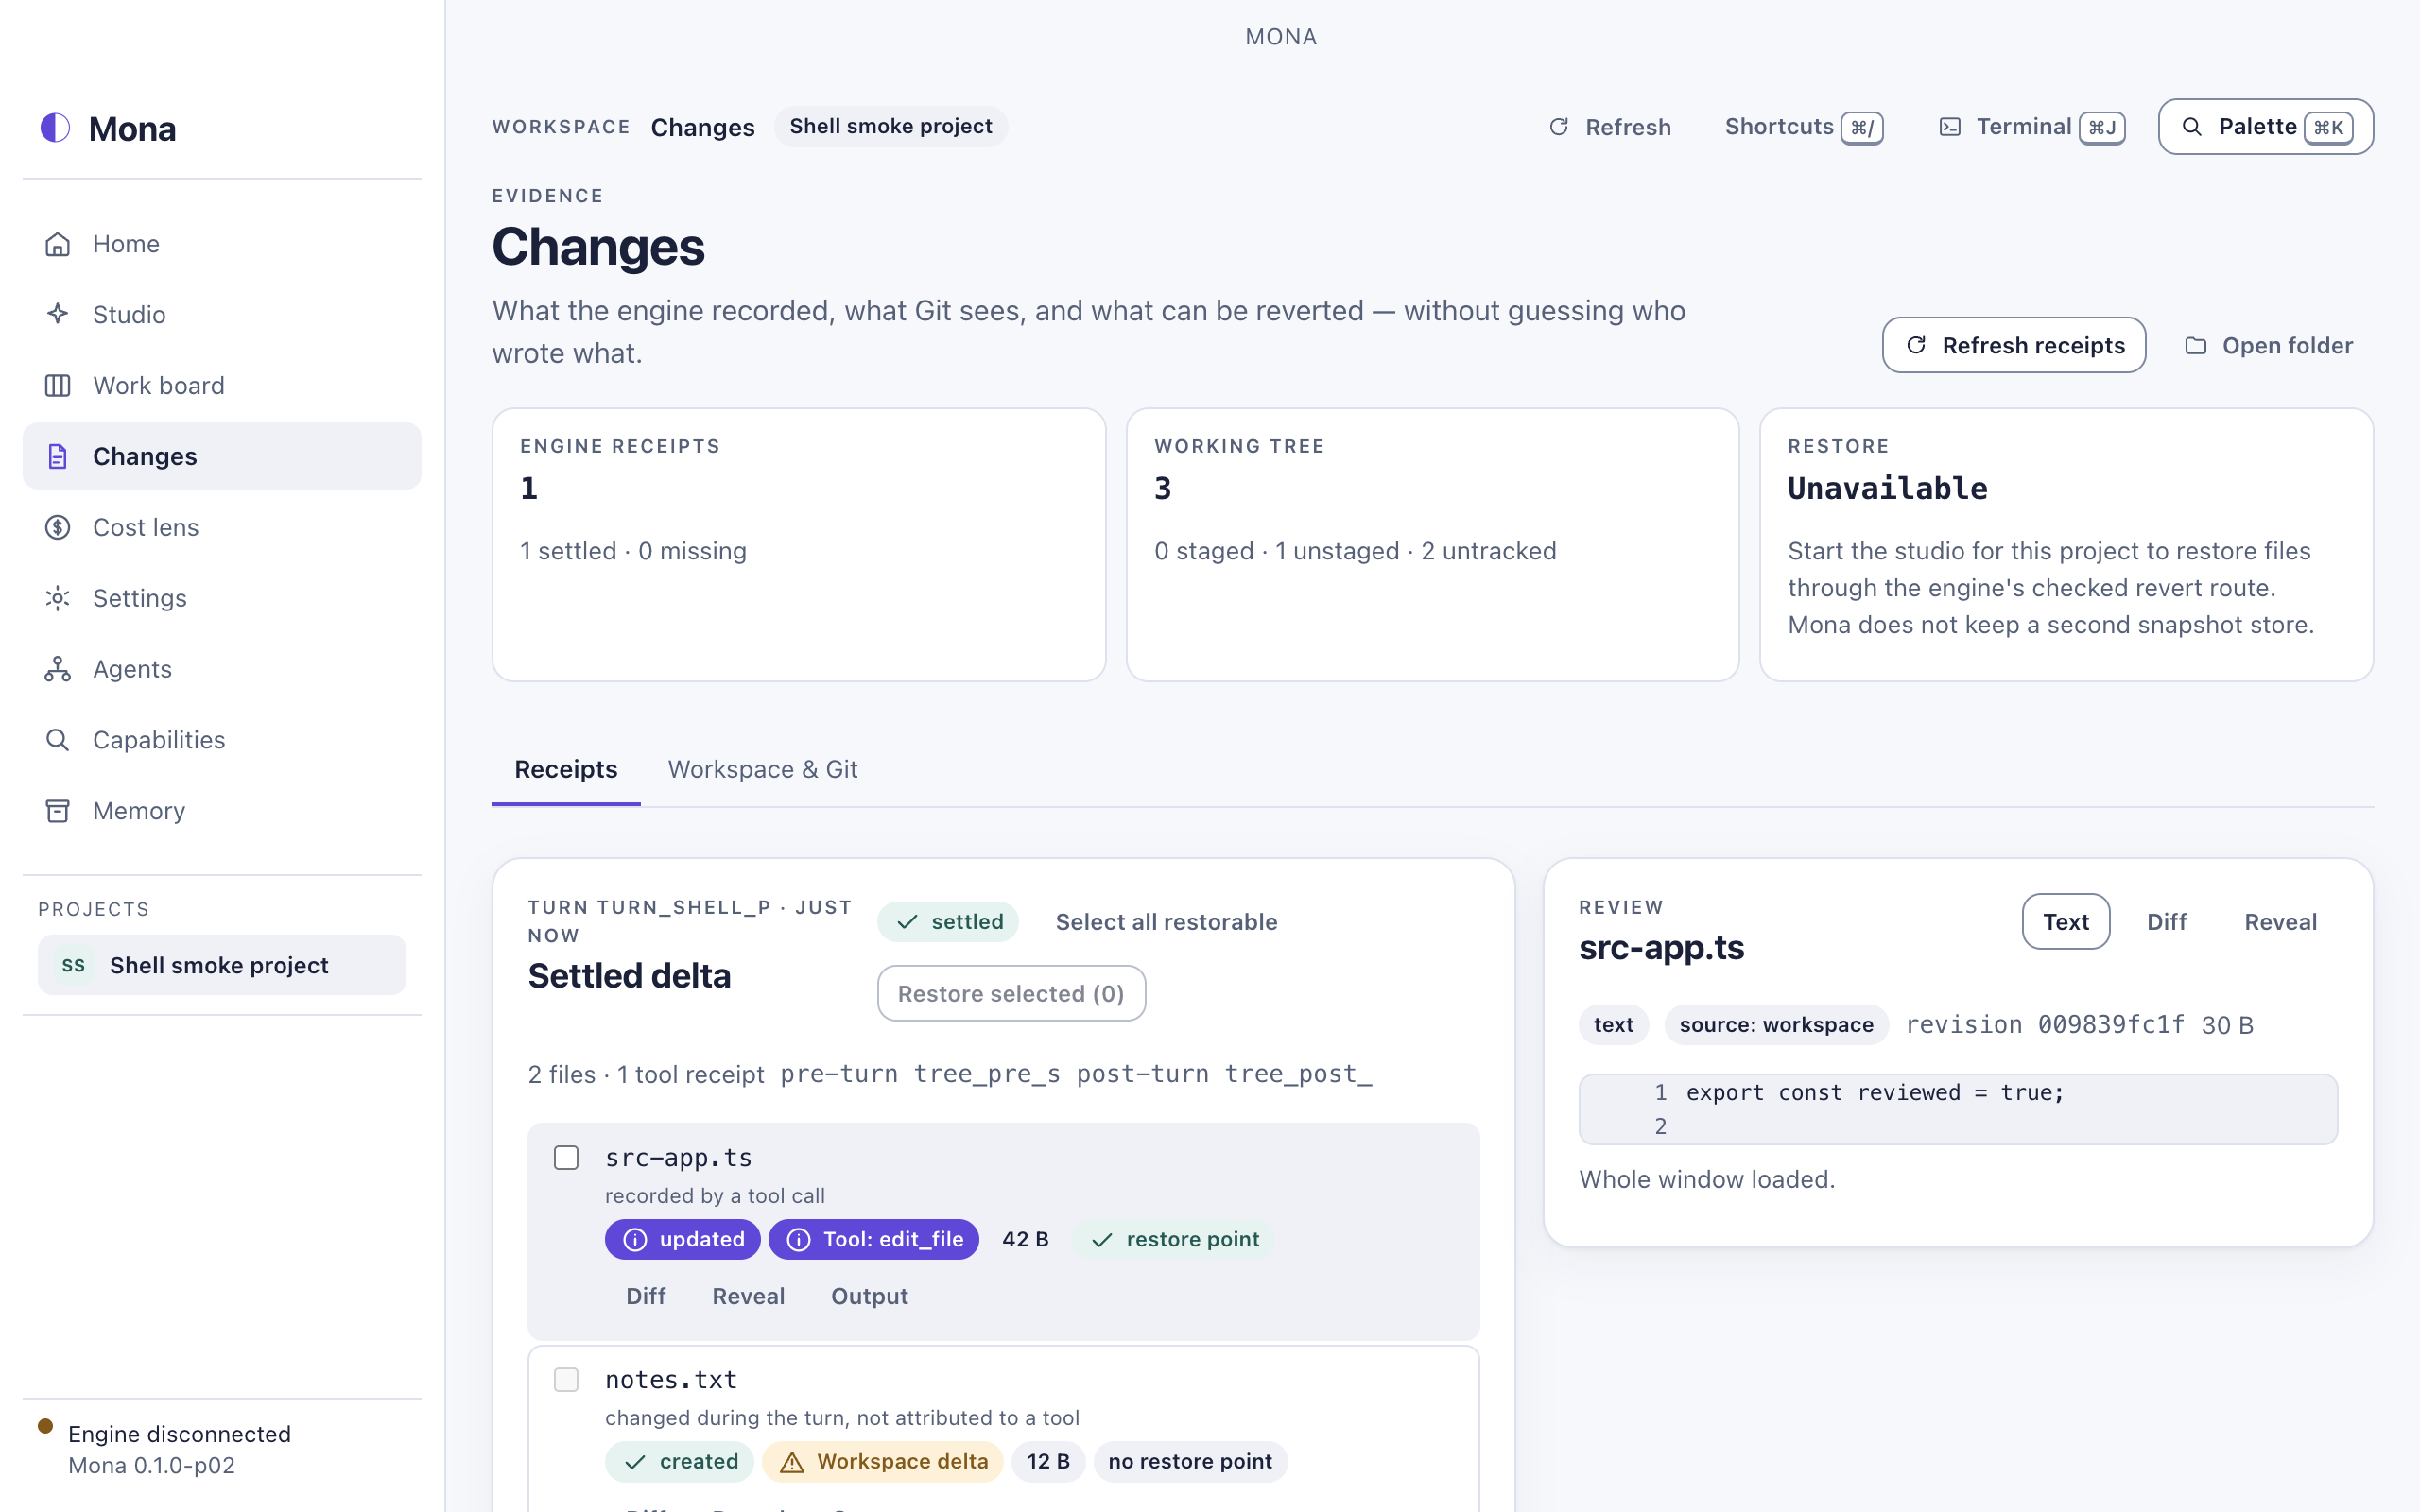 MONA
Mona
Home
Studio
Work board
Changes
Cost lens
Settings
Agents
Capabilities
Memory
PROJECTS
SS Shell smoke project
Engine disconnected
Mona 0.1.0-p02
WORKSPACE Changes Shell smoke project
Refresh Shortcuts ⌘/ Terminal ⌘J Palette ⌘K
EVIDENCE
Changes
What the engine recorded, what Git sees, and what can be reverted — without guessing who
wrote what.
Refresh receipts Open folder
ENGINE RECEIPTS
1
1 settled · 0 missing
WORKING TREE
3
0 staged · 1 unstaged · 2 untracked
RESTORE
Unavailable
Start the studio for this project to restore files
through the engine's checked revert route.
Mona does not keep a second snapshot store.
Receipts Workspace & Git
TURN TURN_SHELL_P · JUST
NOW
Settled delta
settled Select all restorable
Restore selected (0)
2 files · 1 tool receipt pre-turn tree_pre_s post-turn tree_post_
src-app.ts
recorded by a tool call
updated Tool: edit_file 42 B restore point
Diff Reveal Output
notes.txt
changed during the turn, not attributed to a tool
created Workspace delta 12 B no restore point
REVIEW
src-app.ts
Text Diff Reveal
text source: workspace revision 009839fc1f 30 B
1 export const reviewed = true;
2
Whole window loaded.